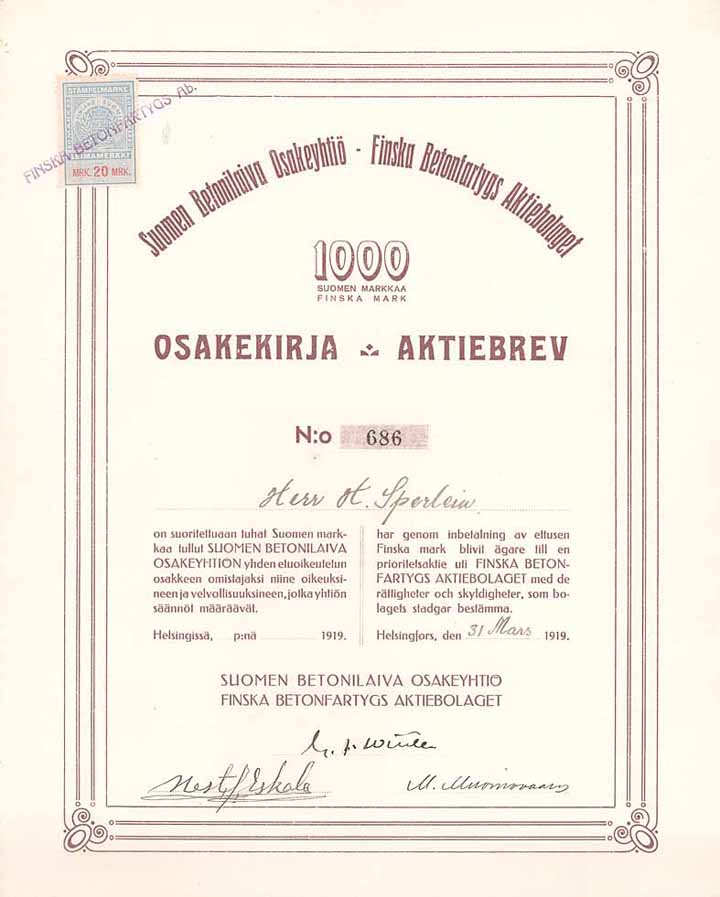 STÄMPELMARKE
LEIMAMERKKI
MRK. 20 MRK.
FINSKA BETONFARTYGS Ab.
Suomen Betonilaiva Osakeyhtiö - Finska Betonfartygs Aktiebolaget
1000
SUOMEN MARKKAA
FINSKA MARK
OSAKEKIRJA AKTIEBREV
N:o 686
Herr H. Sperlein
on suoritettuaan tuhat Suomen mark-
kaa tullut SUOMEN BETONILAIVA
OSAKEYHTIÖN yhden etuoikeutetun
osakkeen omistajaksi niine oikeuksi-
neen ja velvollisuuksineen, jotka yhtiön
säännöt määräävät.
Helsingissä, p:nä 1919.
har genom inbetalning av ettusen
Finska mark blivit ägare till en
prioritetsaktie uti FINSKA BETON-
FARTYGS AKTIEBOLAGET med de
rättigheter och skyldigheter, som bo-
lagets stadgar bestämma.
Helsingfors, den 31 Mars 1919.
SUOMEN BETONILAIVA OSAKEYHTIÖ
FINSKA BETONFARTYGS AKTIEBOLAGET
Eskola
M.